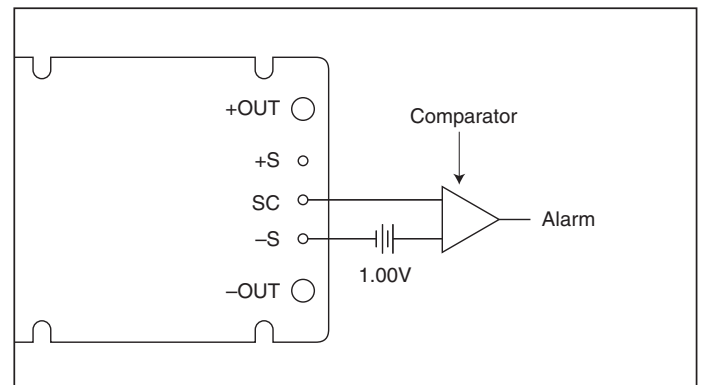 +OUT
Comparator
+S
SC
Alarm
–S
1.00V
–OUT